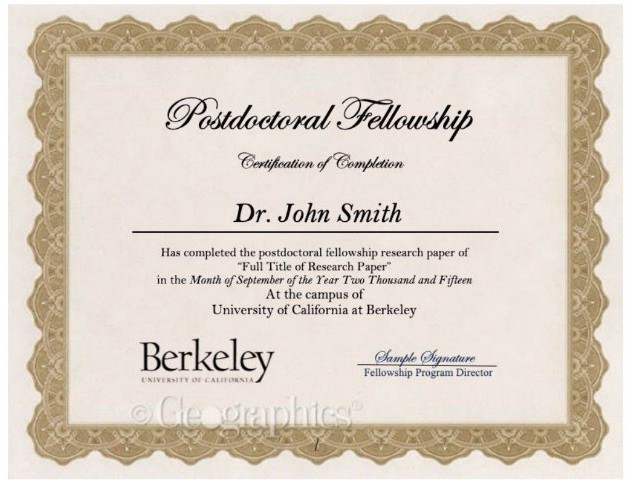 Postdoctoral Fellowship
Certification of Completion
Dr. John Smith
Has completed the postdoctoral fellowship research paper of
"Full Title of Research Paper"
in the Month of September of the Year Two Thousand and Fifteen
At the campus of
University of California at Berkeley
Berkeley
UNIVERSITY OF CALIFORNIA
Sample Signature
Fellowship Program Director
© Geographics®